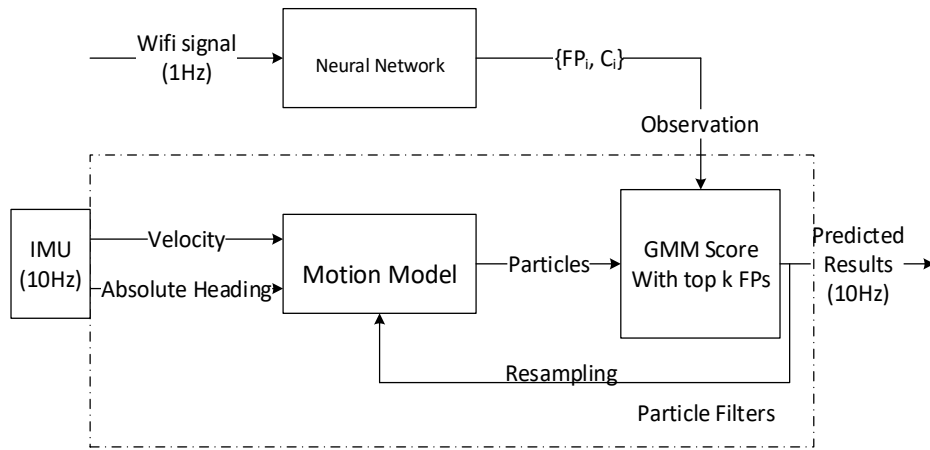 Wifi signal
(1Hz)
Neural Network
{FPᵢ, Cᵢ}
Observation
IMU
(10Hz)
Velocity
Absolute Heading
Motion Model
Particles
GMM Score
With top k FPs
Predicted
Results
(10Hz)
Resampling
Particle Filters